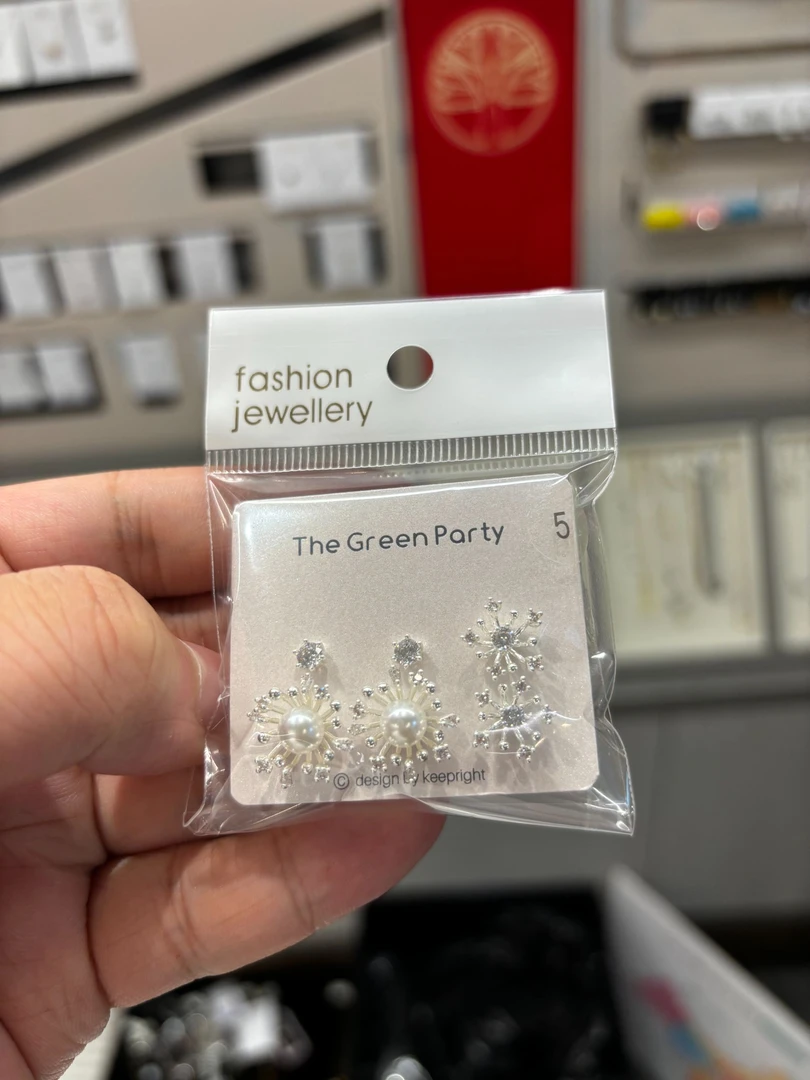 fashion
jewellery
The Green Party
5
© design by keepright